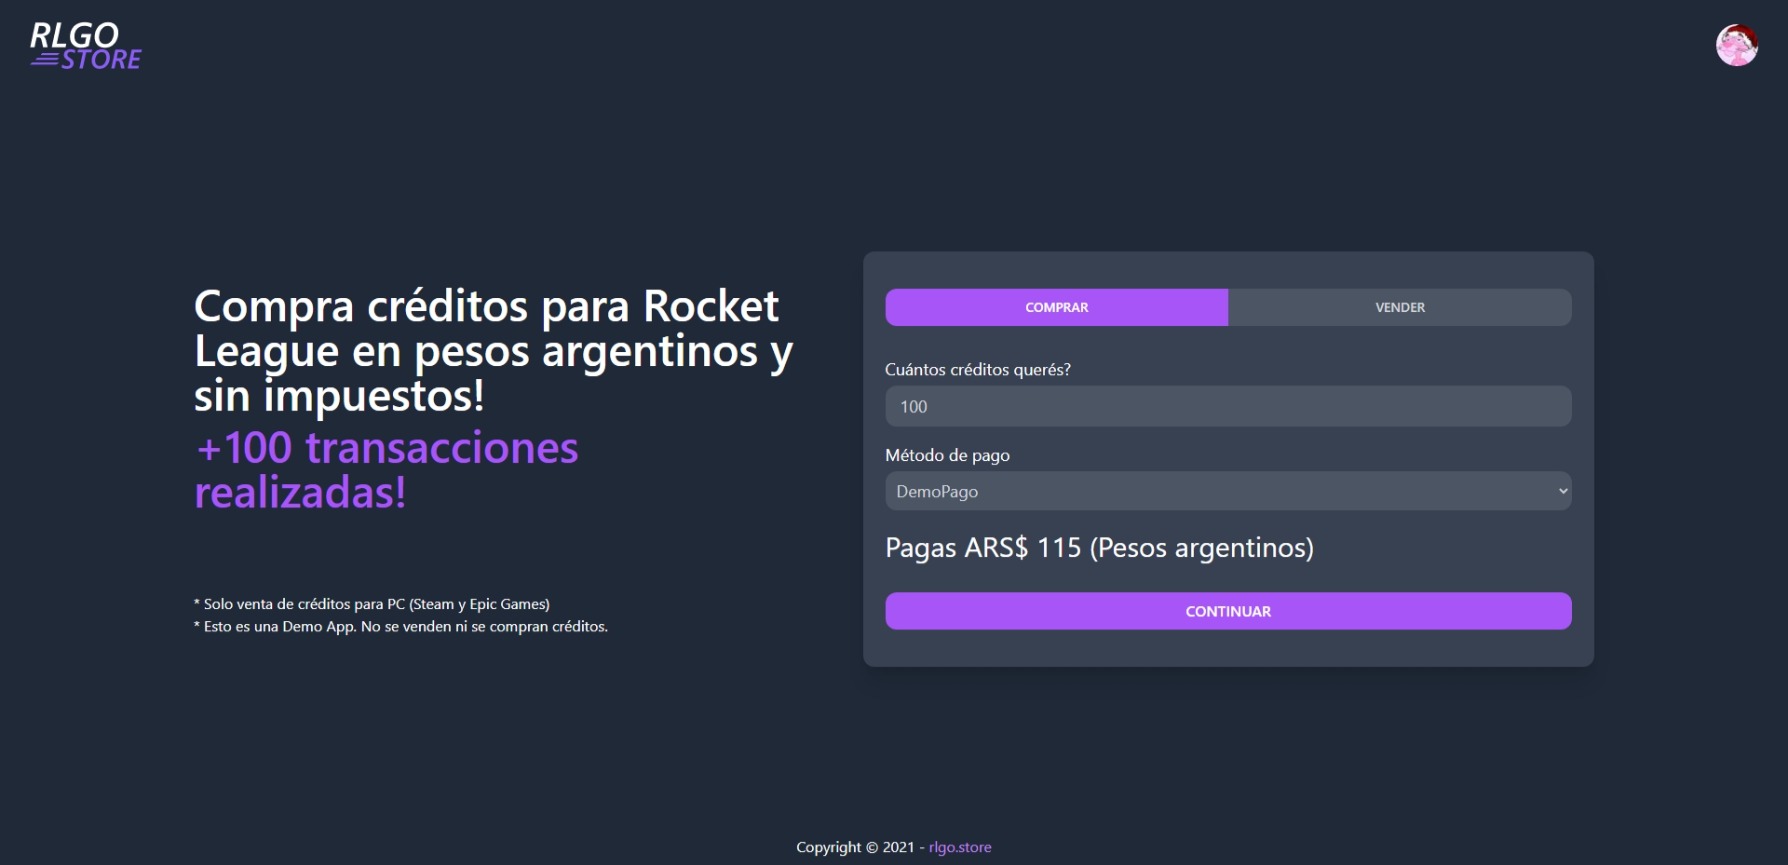 RLGO
STORE
Compra créditos para Rocket
League en pesos argentinos y
sin impuestos!
+100 transacciones
realizadas!
* Solo venta de créditos para PC (Steam y Epic Games)
* Esto es una Demo App. No se venden ni se compran créditos.
COMPRAR VENDER
Cuántos créditos querés?
100
Método de pago
DemoPago
Pagas ARS$ 115 (Pesos argentinos)
CONTINUAR
Copyright © 2021 - rlgo.store